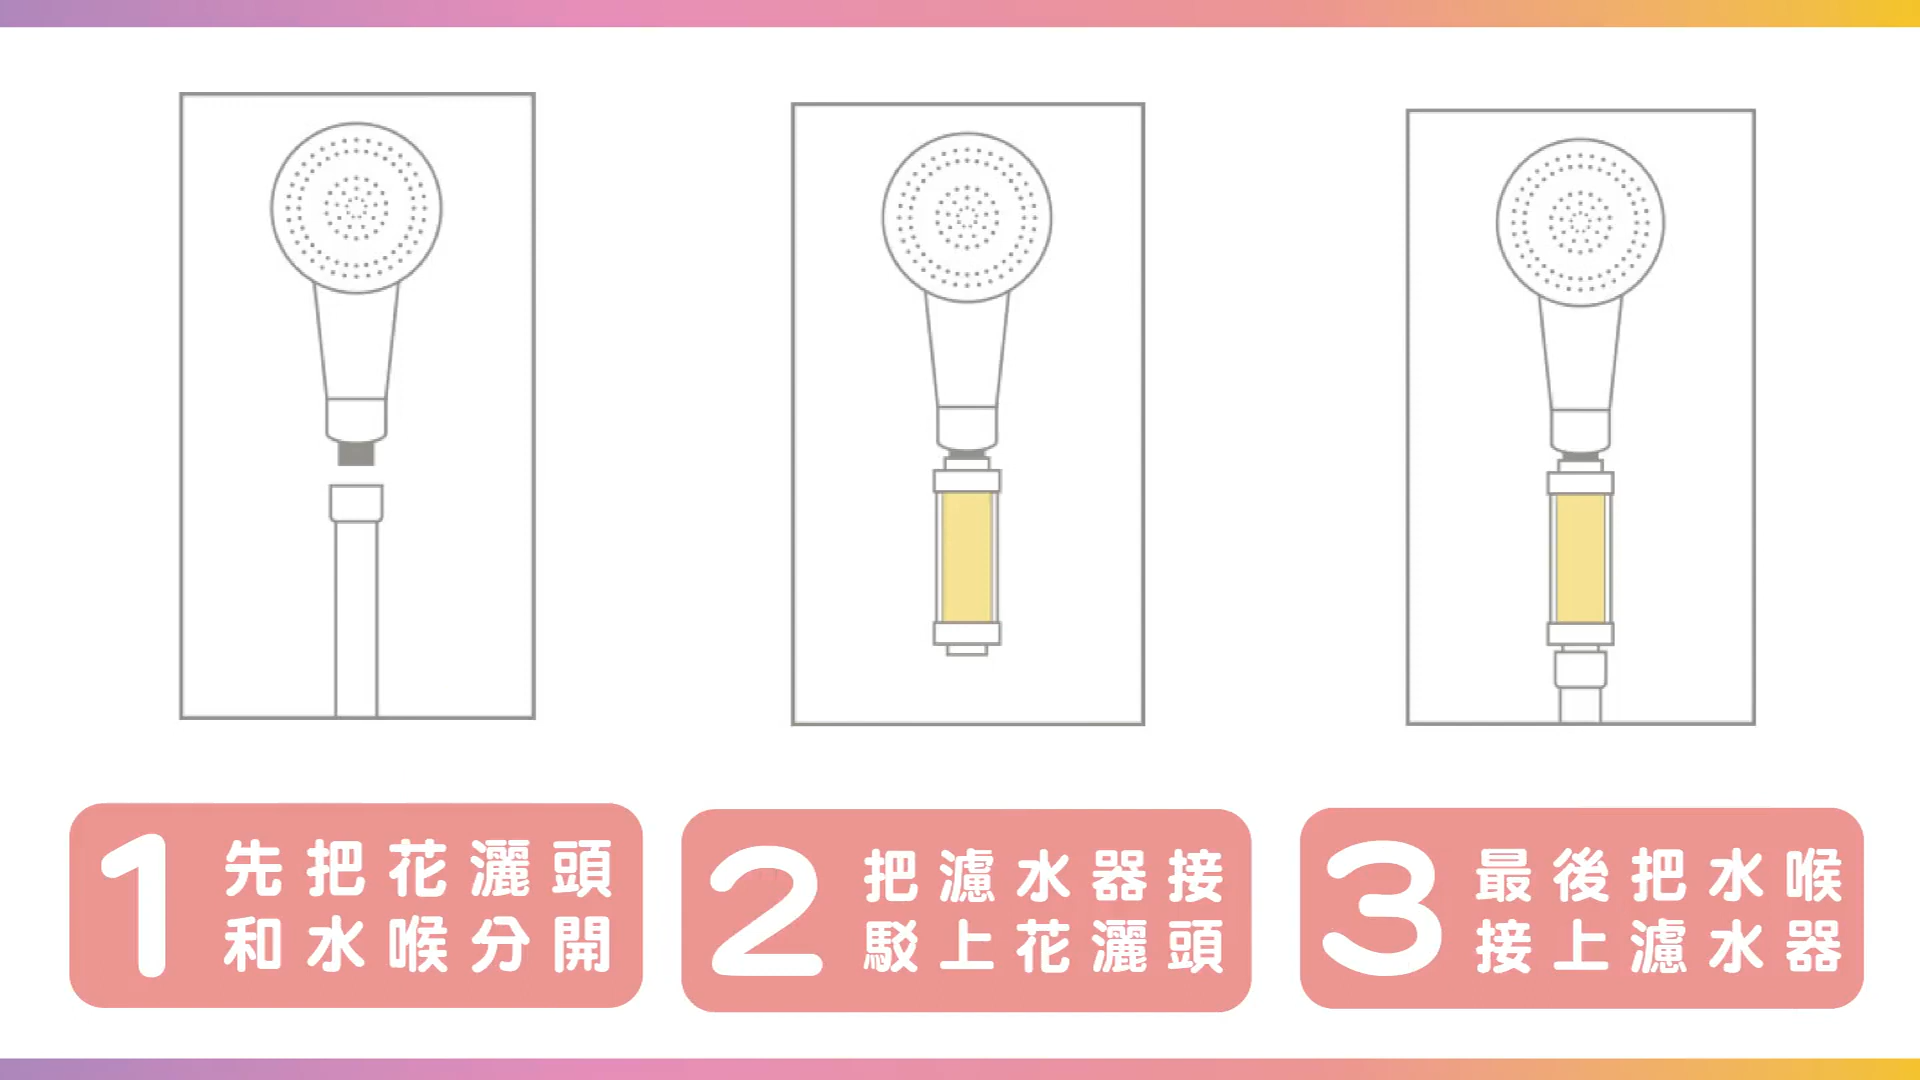 1
先把花灑頭
和水喉分開
2
把濾水器接
駁上花灑頭
3
最後把水喉
接上濾水器